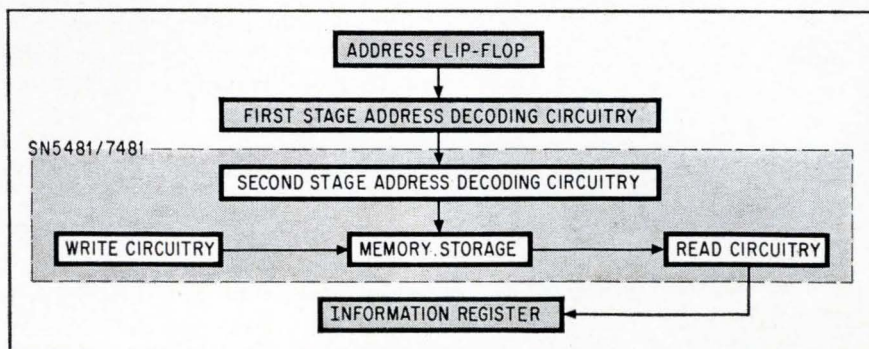 ADDRESS FLIP-FLOP
FIRST STAGE ADDRESS DECODING CIRCUITRY
SN5481/7481
SECOND STAGE ADDRESS DECODING CIRCUITRY
WRITE CIRCUITRY
MEMORY.STORAGE
READ CIRCUITRY
INFORMATION REGISTER